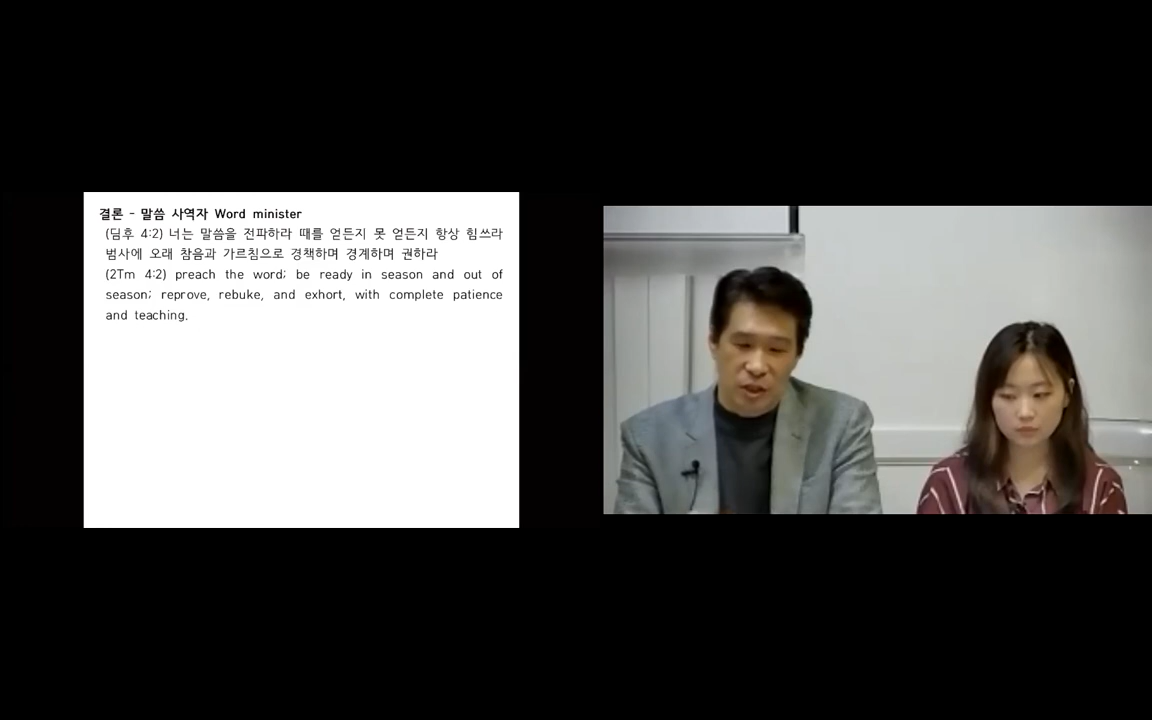 결론 - 말씀 사역자 Word minister
(딤후 4:2) 너는 말씀을 전파하라 때를 얻든지 못 얻든지 항상 힘쓰라
범사에 오래 참음과 가르침으로 경책하며 경계하며 권하라
(2Tm 4:2) preach the word; be ready in season and out of
season; reprove, rebuke, and exhort, with complete patience
and teaching.